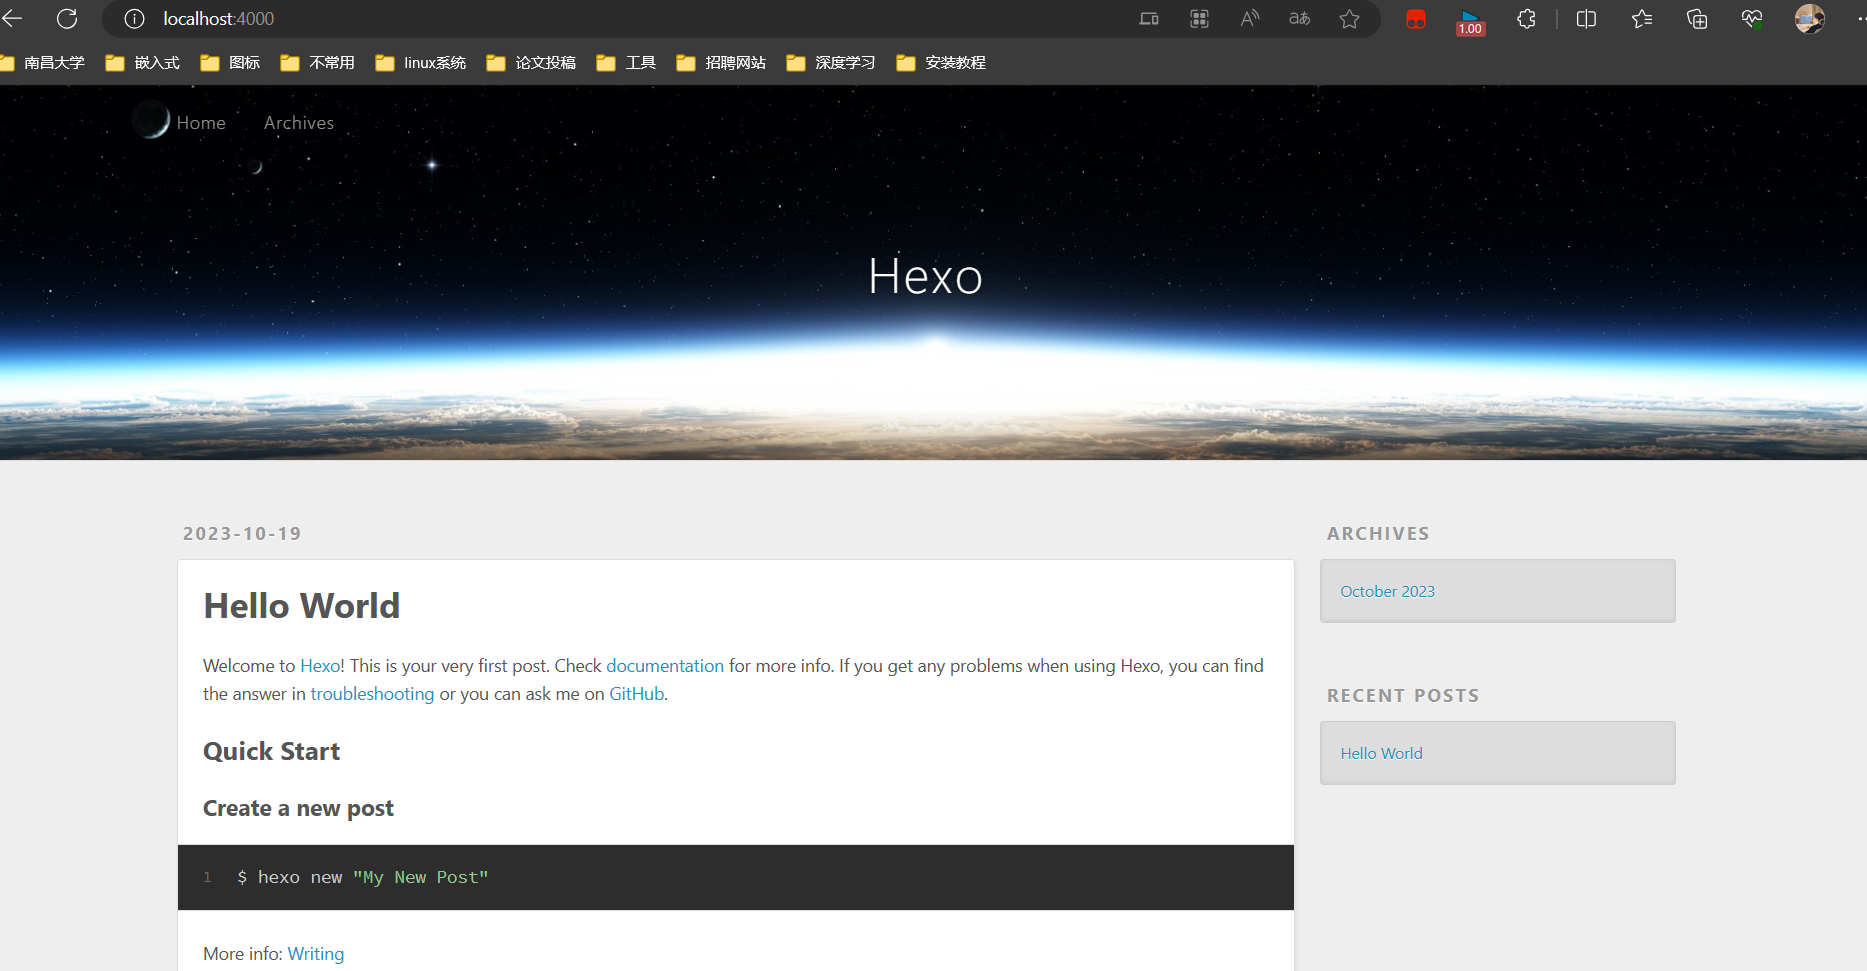 localhost:4000
1.00
南昌大学 嵌入式 图标 不常用 linux系统 论文投稿 工具 招聘网站 深度学习 安装教程
Home Archives
Hexo
2023-10-19
Hello World
Welcome to Hexo! This is your very first post. Check documentation for more info. If you get any problems when using Hexo, you can find
the answer in troubleshooting or you can ask me on GitHub.
Quick Start
Create a new post
1 $ hexo new "My New Post"
More info: Writing
ARCHIVES
October 2023
RECENT POSTS
Hello World